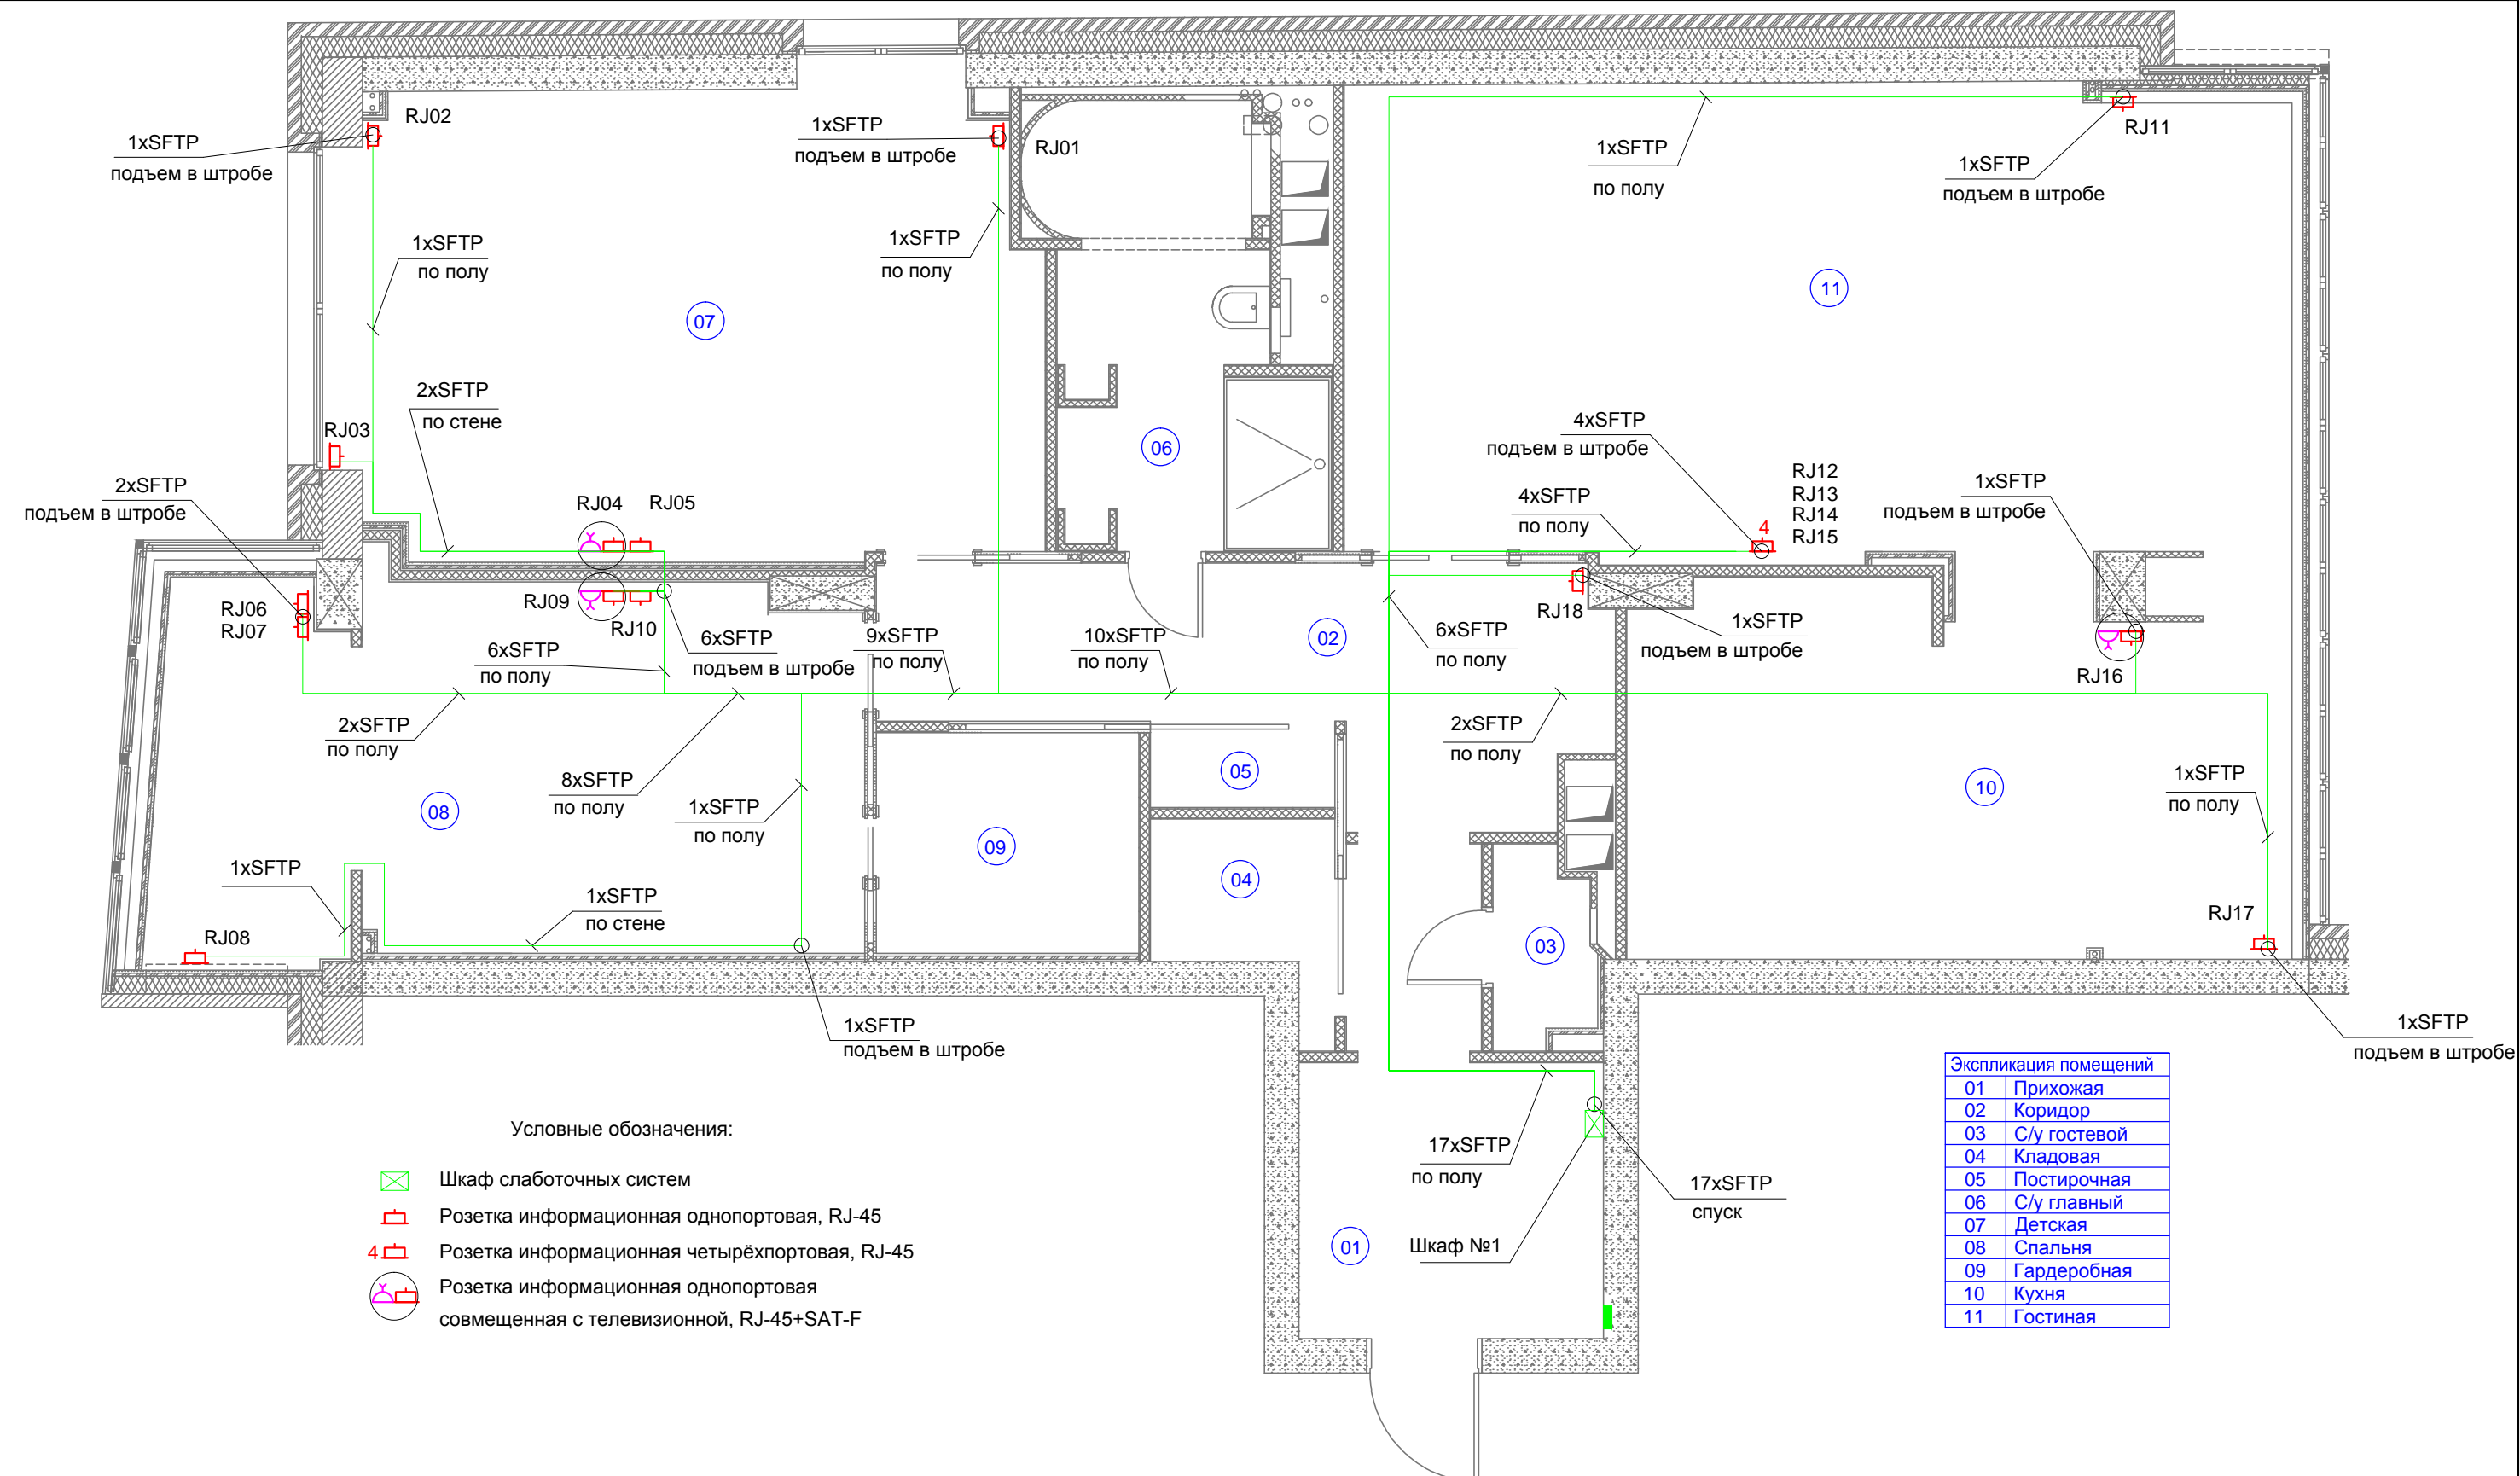 RJ02
1xSFTP
подъем в штробе
1xSFTP
подъем в штробе
RJ01
1xSFTP
по полу
RJ11
1xSFTP
подъем в штробе
1xSFTP
по полу
1xSFTP
по полу
11
07
2xSFTP
по стене
RJ03
06
4xSFTP
подъем в штробе
RJ12
RJ13
RJ14
RJ15
4
4xSFTP
по полу
1xSFTP
подъем в штробе
2xSFTP
подъем в штробе
RJ04
RJ05
RJ06
RJ07
RJ09
RJ10
6xSFTP
по полу
6xSFTP
подъем в штробе
9xSFTP
по полу
10xSFTP
по полу
02
6xSFTP
по полу
RJ18
1xSFTP
подъем в штробе
RJ16
2xSFTP
по полу
8xSFTP
по полу
1xSFTP
по полу
05
2xSFTP
по полу
10
1xSFTP
по полу
08
09
04
03
1xSFTP
RJ08
1xSFTP
по стене
RJ17
1xSFTP
подъем в штробе
1xSFTP
подъем в штробе
17xSFTP
по полу
17xSFTP
спуск
01
Шкаф №1
Условные обозначения:
Шкаф слаботочных систем
Розетка информационная однопортовая, RJ-45
4 Розетка информационная четырёхпортовая, RJ-45
Розетка информационная однопортовая
совмещенная с телевизионной, RJ-45+SAT-F
Экспликация помещений
01 Прихожая
02 Коридор
03 С/у гостевой
04 Кладовая
05 Постирочная
06 С/у главный
07 Детская
08 Спальня
09 Гардеробная
10 Кухня
11 Гостиная